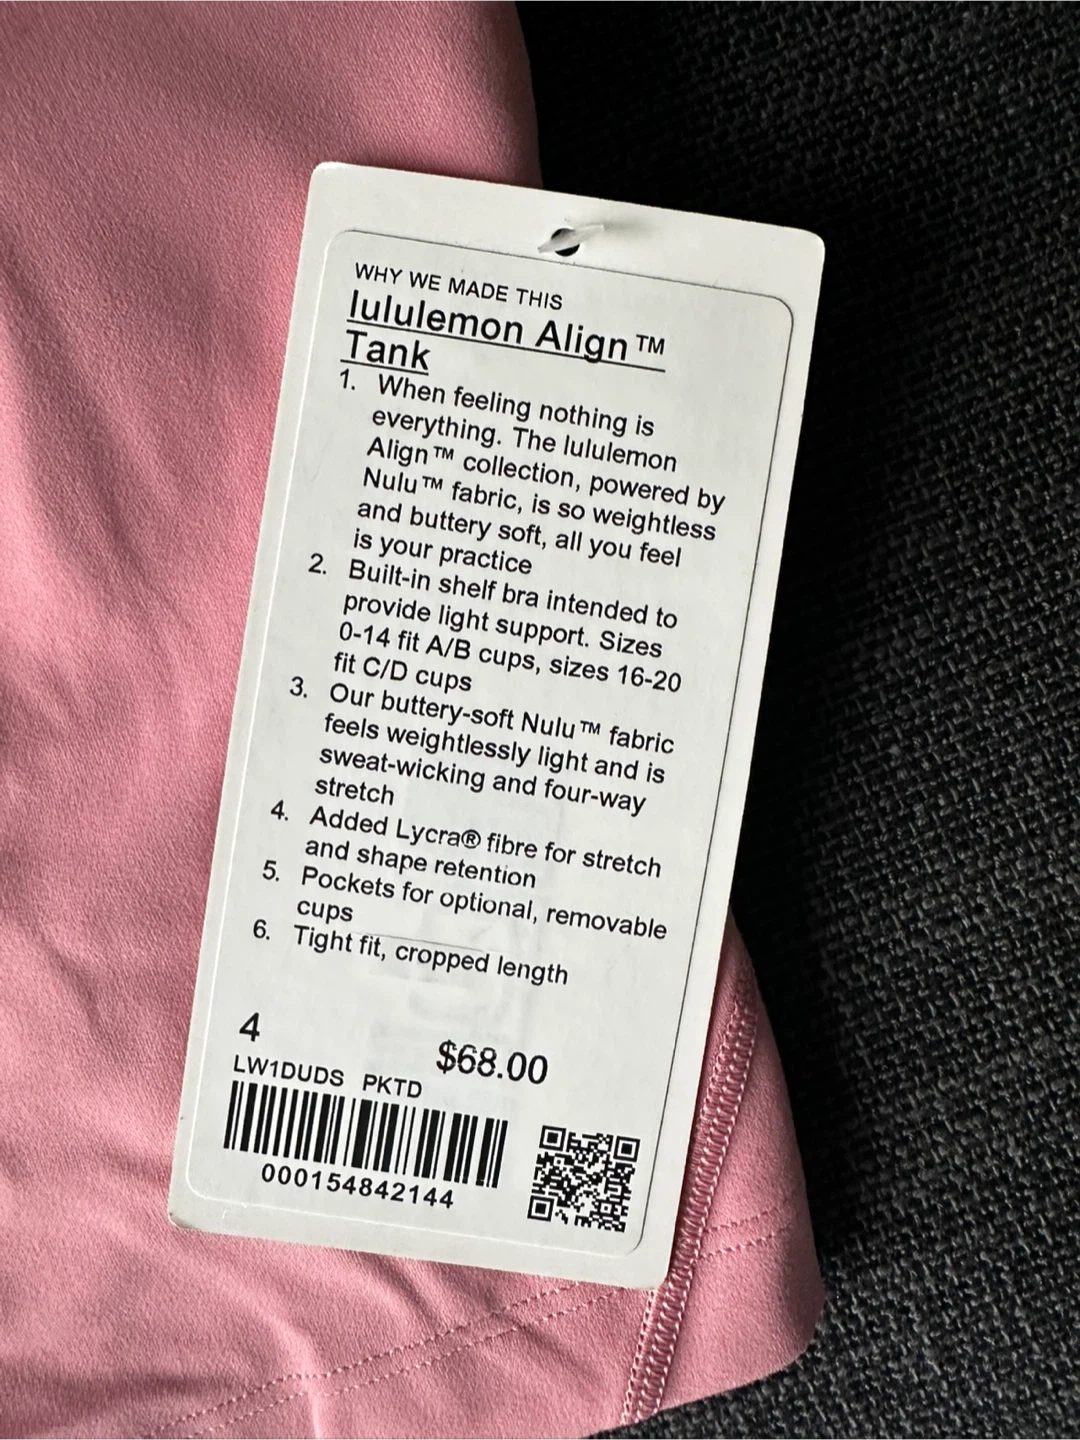 WHY WE MADE THIS
lululemon Align™
Tank
1. When feeling nothing is
everything. The lululemon
Align™ collection, powered by
Nulu™ fabric, is so weightless
and buttery soft, all you feel
is your practice
2. Built-in shelf bra intended to
provide light support. Sizes
0-14 fit A/B cups, sizes 16-20
fit C/D cups
3. Our buttery-soft Nulu™ fabric
feels weightlessly light and is
sweat-wicking and four-way
stretch
4. Added Lycra® fibre for stretch
and shape retention
5. Pockets for optional, removable
cups
6. Tight fit, cropped length
4
$68.00
LW1DUDS PKTD
000154842144